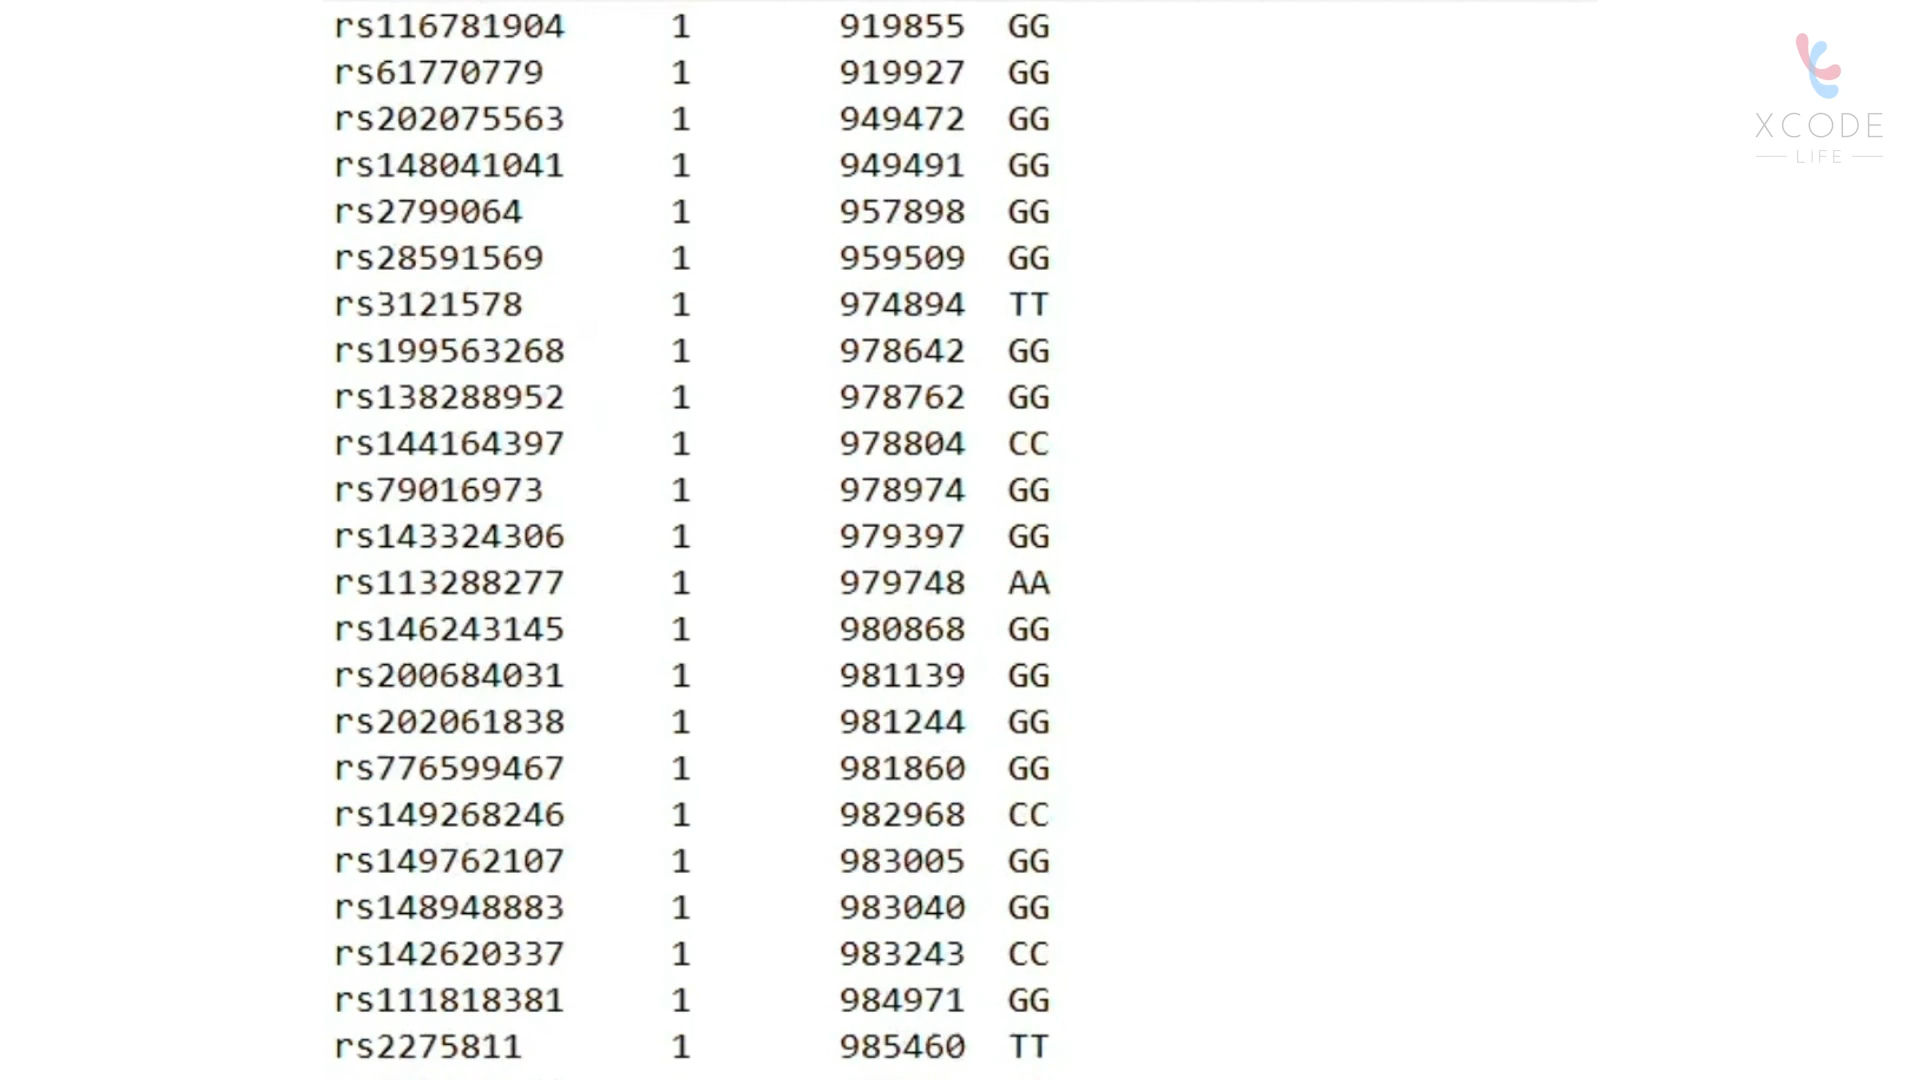 rs116781904 1 919855 GG
rs61770779 1 919927 GG
rs202075563 1 949472 GG
rs148041041 1 949491 GG
rs2799064 1 957898 GG
rs28591569 1 959509 GG
rs3121578 1 974894 TT
rs199563268 1 978642 GG
rs138288952 1 978762 GG
rs144164397 1 978804 CC
rs79016973 1 978974 GG
rs143324306 1 979397 GG
rs113288277 1 979748 AA
rs146243145 1 980868 GG
rs200684031 1 981139 GG
rs202061838 1 981244 GG
rs776599467 1 981860 GG
rs149268246 1 982968 CC
rs149762107 1 983005 GG
rs148948883 1 983040 GG
rs142620337 1 983243 CC
rs111818381 1 984971 GG
rs2275811 1 985460 TT
XCODE
LIFE